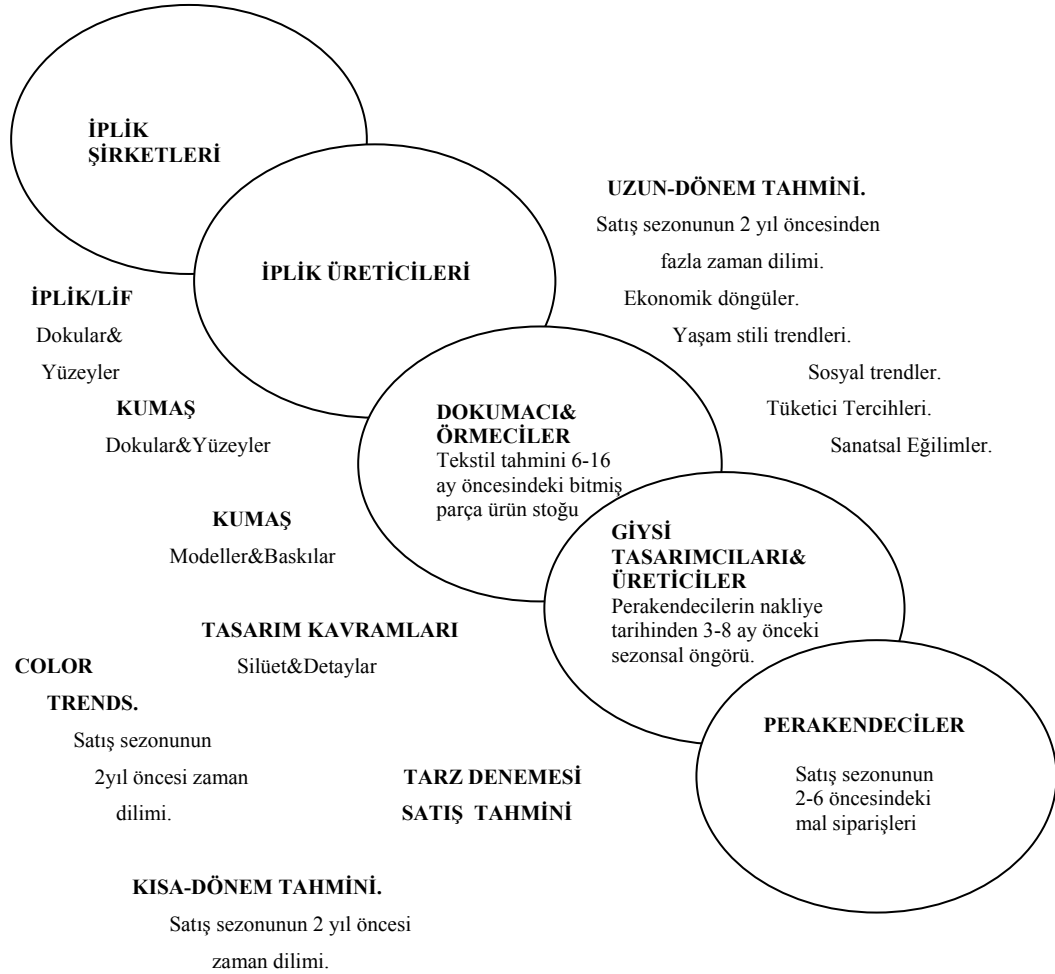 İPLİK
ŞİRKETLERİ
İPLİK ÜRETİCİLERİ
UZUN-DÖNEM TAHMİNİ.
Satış sezonunun 2 yıl öncesinden
fazla zaman dilimi.
Ekonomik döngüler.
Yaşam stili trendleri.
Sosyal trendler.
Tüketici Tercihleri.
Sanatsal Eğilimler.
İPLİK/LİF
Dokular&
Yüzeyler
KUMAŞ
Dokular&Yüzeyler
DOKUMACI&
ÖRMECİLER
Tekstil tahmini 6-16
ay öncesindeki bitmiş
parça ürün stoğu
KUMAŞ
Modeller&Baskılar
GİYSİ
TASARIMCILARI&
ÜRETİCİLER
Perakendecilerin nakliye
tarihinden 3-8 ay önceki
sezonsal öngörü.
TASARIM KAVRAMLARI
Silüet&Detaylar
COLOR
TRENDS.
Satış sezonunun
2yıl öncesi zaman
dilimi.
PERAKENDECİLER
Satış sezonunun
2-6 öncesindeki
mal siparişleri
TARZ DENEMESİ
SATIŞ TAHMİNİ
KISA-DÖNEM TAHMİNİ.
Satış sezonunun 2 yıl öncesi
zaman dilimi.